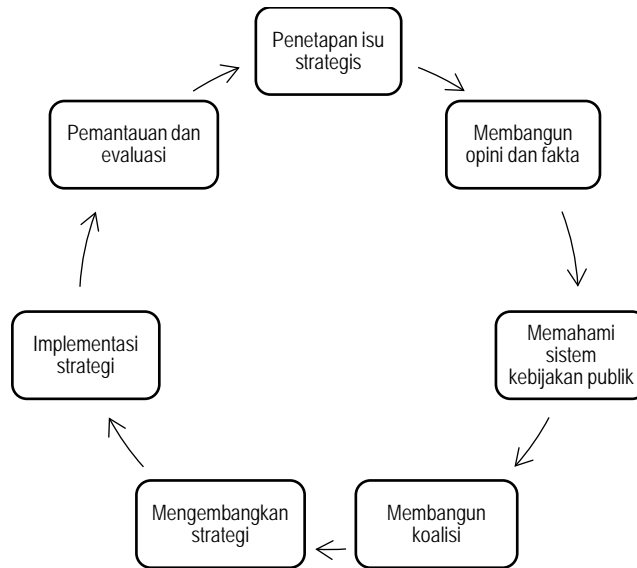 Penetapan isu
strategis
Membangun
opini dan fakta
Memahami
sistem
kebijakan publik
Membangun
koalisi
Mengembangkan
strategi
Implementasi
strategi
Pemantauan dan
evaluasi